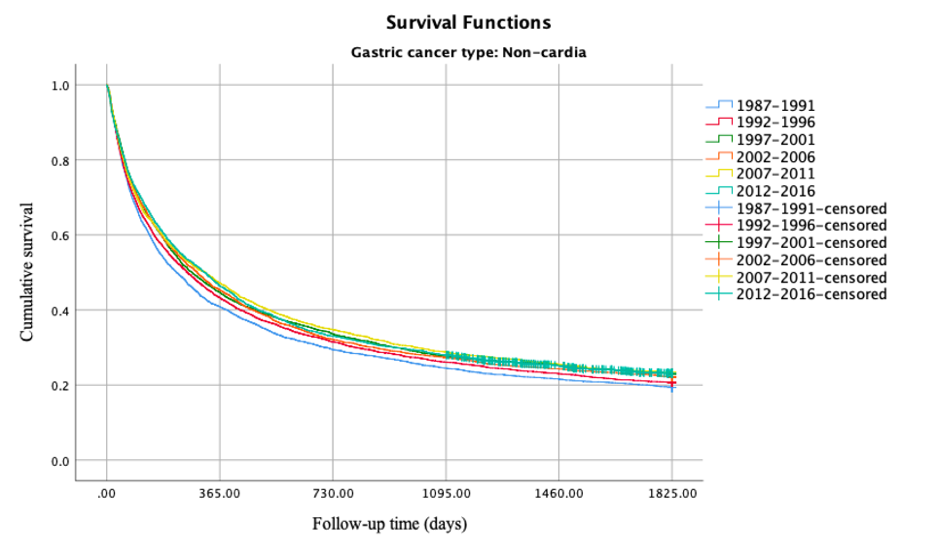 Survival Functions
Gastric cancer type: Non-cardia
Cumulative survival
1.0
0.8
0.6
0.4
0.2
0.0
.00 365.00 730.00 1095.00 1460.00 1825.00
Follow-up time (days)
1987-1991
1992-1996
1997-2001
2002-2006
2007-2011
2012-2016
1987-1991-censored
1992-1996-censored
1997-2001-censored
2002-2006-censored
2007-2011-censored
2012-2016-censored